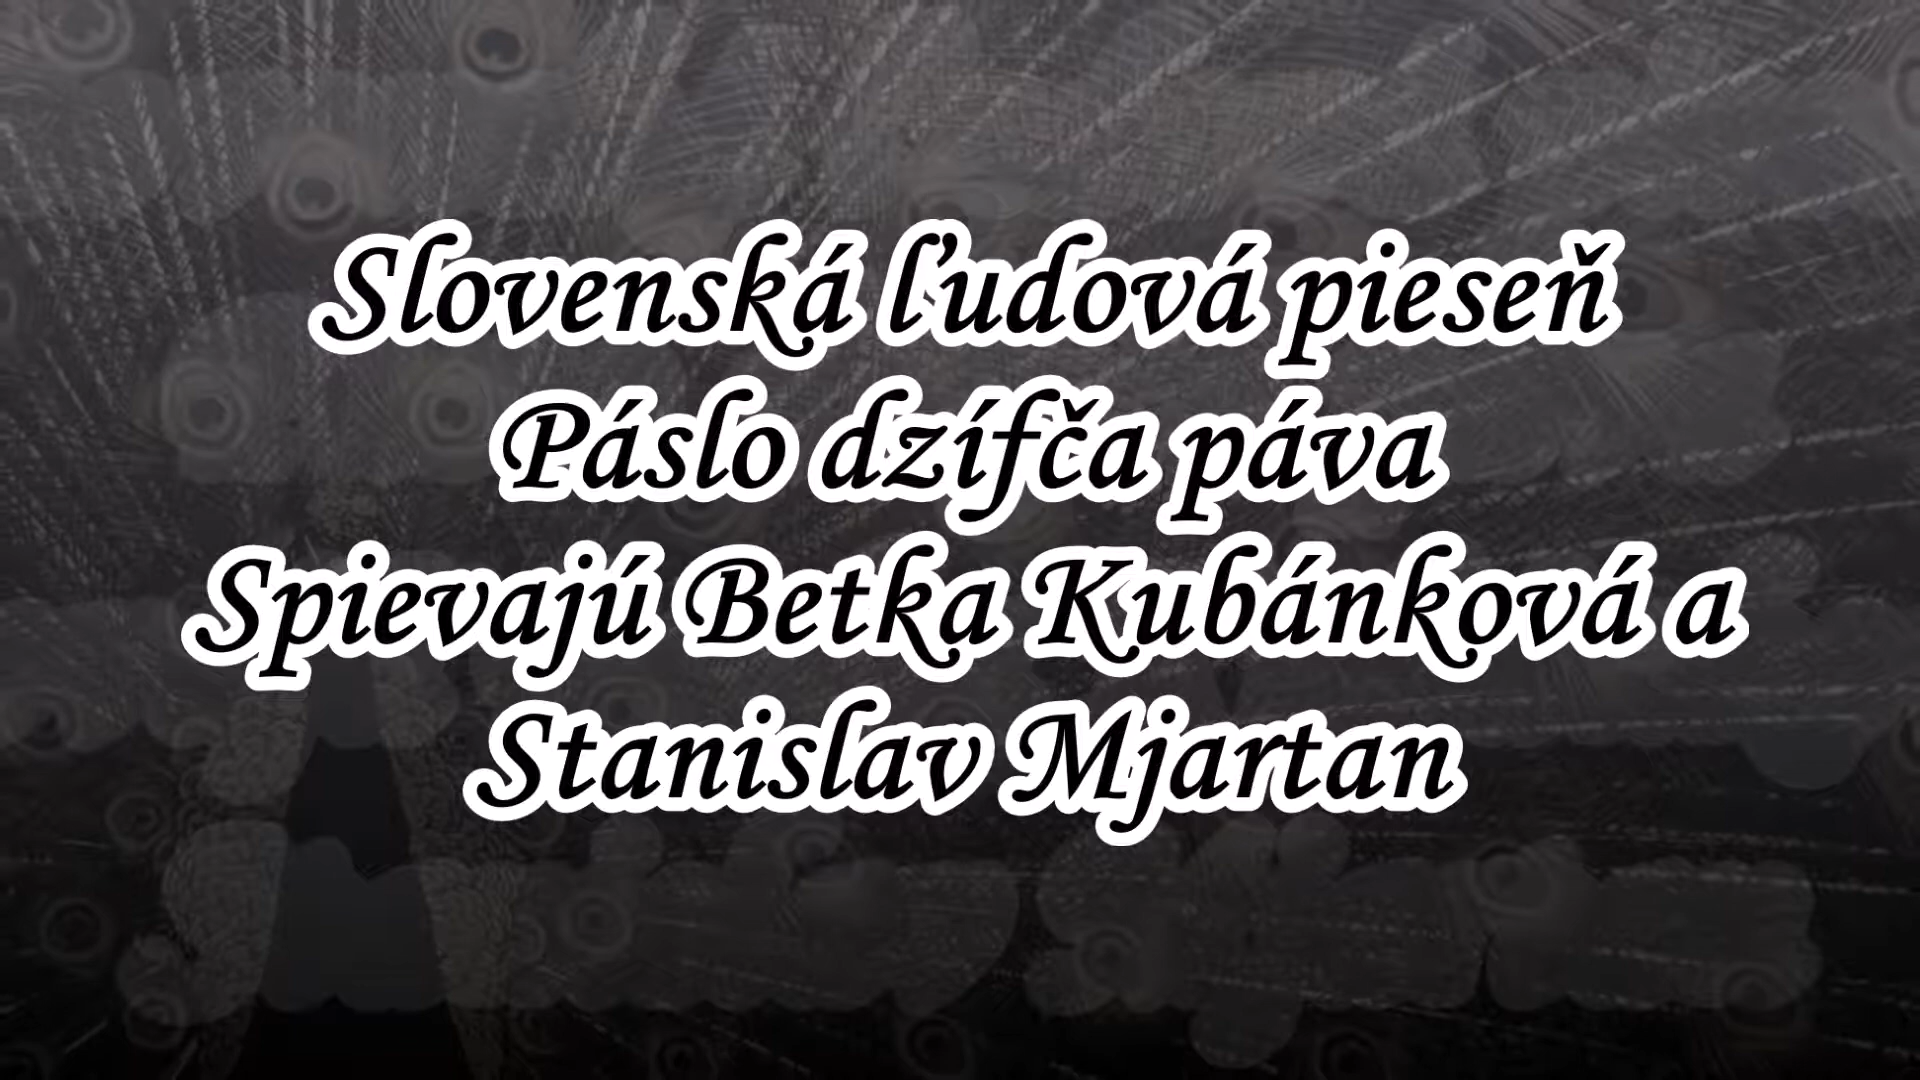 Slovenská ľudová pieseň
Páslo dzífča páva
Spievajú Betka Kubánková a
Stanislav Mjartan